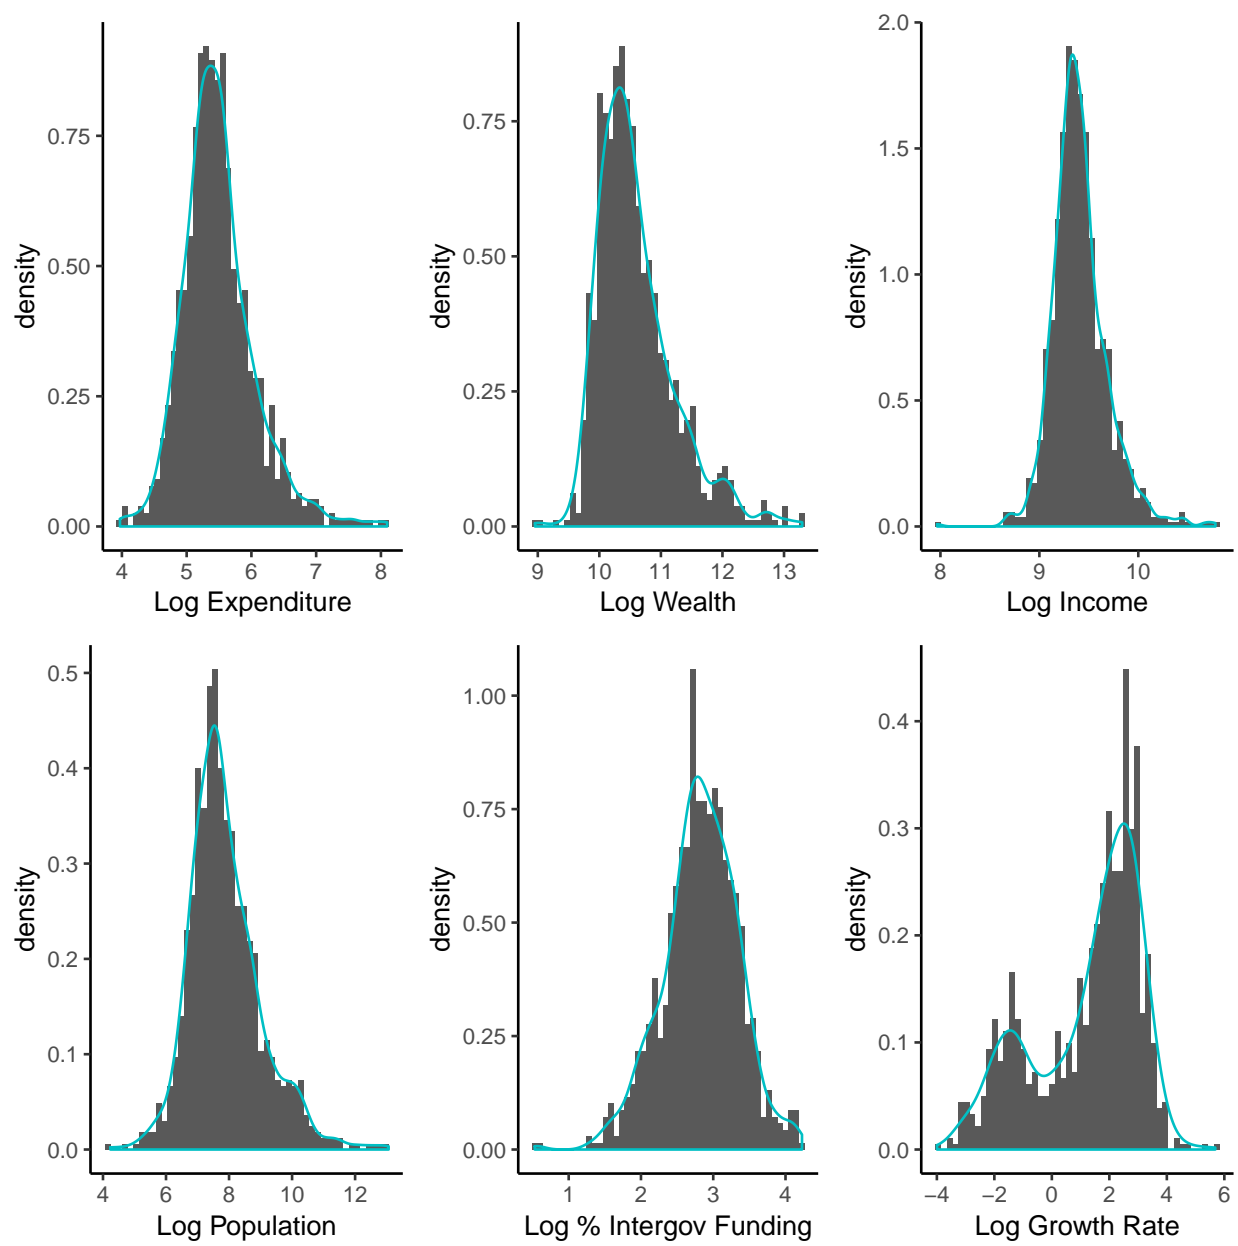 density
0.00
0.25
0.50
0.75
4 5 6 7 8
Log Expenditure
density
0.00
0.25
0.50
0.75
9 10 11 12 13
Log Wealth
density
0.0
0.5
1.0
1.5
2.0
8 9 10
Log Income
density
0.0
0.1
0.2
0.3
0.4
0.5
4 6 8 10 12
Log Population
density
0.00
0.25
0.50
0.75
1.00
1 2 3 4
Log % Intergov Funding
density
0.0
0.1
0.2
0.3
0.4
−4 −2 0 2 4 6
Log Growth Rate